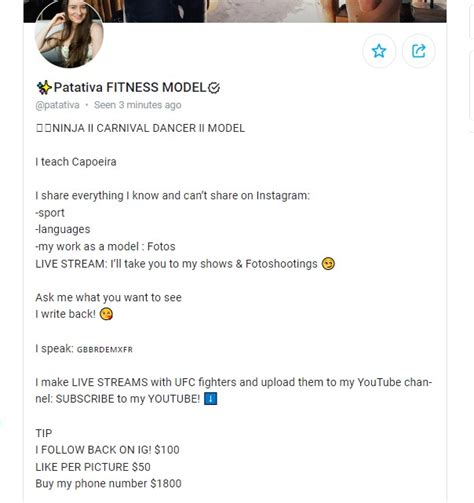 ✨Patativa FITNESS MODEL
@patativa • Seen 3 minutes ago
▯▯NINJA II CARNIVAL DANCER II MODEL
I teach Capoeira
I share everything I know and can't share on Instagram:
-sport
-languages
-my work as a model : Fotos
LIVE STREAM: I'll take you to my shows & Fotoshootings 😏
Ask me what you want to see
I write back! 😋
I speak: ɢʙʙʀᴅᴇᴍxғʀ
I make LIVE STREAMS with UFC fighters and upload them to my YouTube chan-
nel: SUBSCRIBE to my YOUTUBE! ⬇️
TIP
I FOLLOW BACK ON IG! $100
LIKE PER PICTURE $50
Buy my phone number $1800